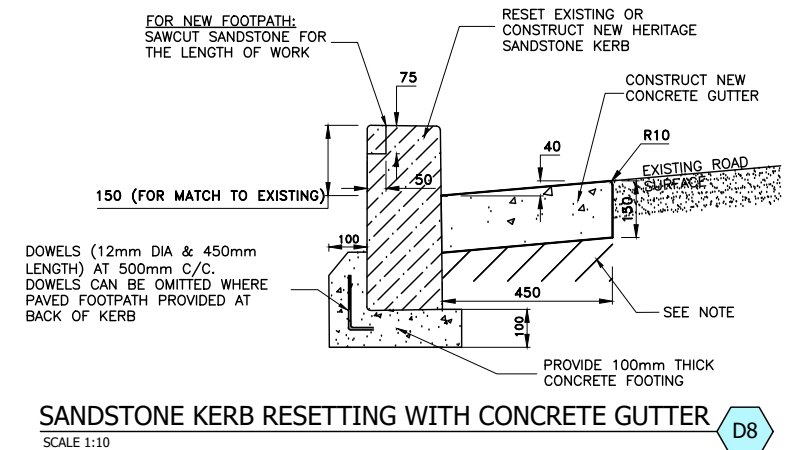 FOR NEW FOOTPATH:
SAWCUT SANDSTONE FOR
THE LENGTH OF WORK
RESET EXISTING OR
CONSTRUCT NEW HERITAGE
SANDSTONE KERB
75
CONSTRUCT NEW
CONCRETE GUTTER
40
R10
EXISTING ROAD
SURFACE
50
150 (FOR MATCH TO EXISTING)
150
100
DOWELS (12mm DIA & 450mm
LENGTH) AT 500mm C/C.
DOWELS CAN BE OMITTED WHERE
PAVED FOOTPATH PROVIDED AT
BACK OF KERB
450
SEE NOTE
100
PROVIDE 100mm THICK
CONCRETE FOOTING
SANDSTONE KERB RESETTING WITH CONCRETE GUTTER
D8
SCALE 1:10